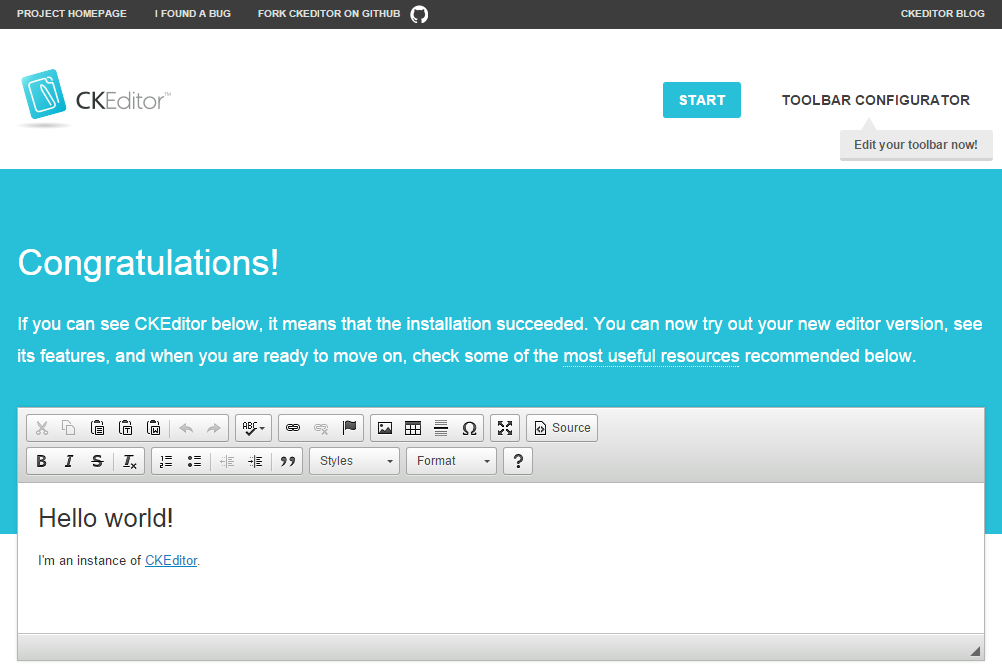 PROJECT HOMEPAGE I FOUND A BUG FORK CKEDITOR ON GITHUB CKEDITOR BLOG
CKEditor™
START TOOLBAR CONFIGURATOR
Edit your toolbar now!
Congratulations!
If you can see CKEditor below, it means that the installation succeeded. You can now try out your new editor version, see
its features, and when you are ready to move on, check some of the most useful resources recommended below.
ABC Ω Source
B I S Tx Styles Format ?
Hello world!
I'm an instance of CKEditor.